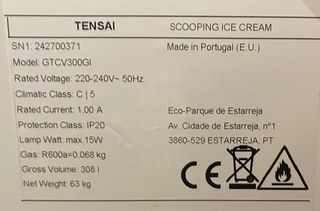 TENSAI SCOOPING ICE CREAM
SN1: 242700371 Made in Portugal (E.U.)
Model: GTCV300GI
Rated Voltage: 220-240V~ 50Hz
Climatic Class: C | 5
Rated Current: 1,00 A Eco-Parque de Estarreja
Protection Class: IP20 Av. Cidade de Estarreja, nº1
Lamp Watt: max.15W 3860-529 ESTARREJA, PT
Gas: R600a=0,068 kg
Gross Volume: 308 l
Net Weight: 63 kg
CE